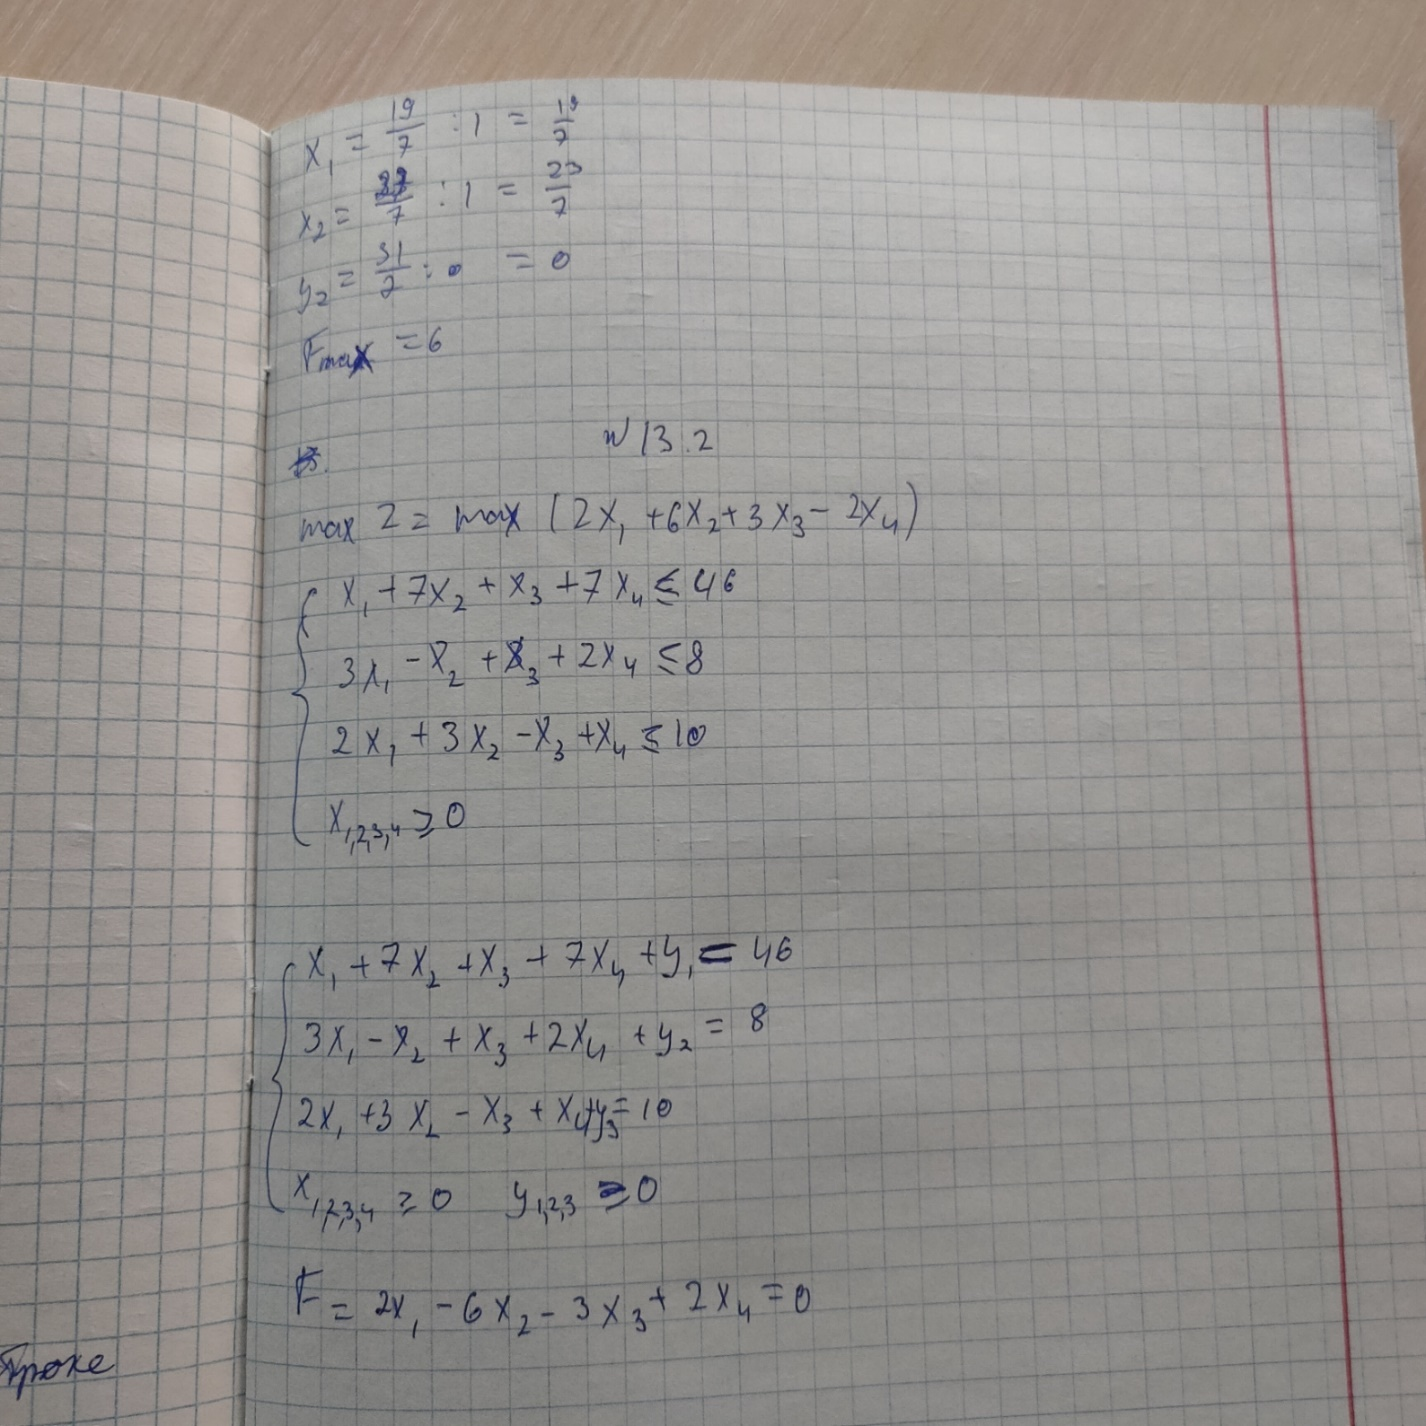 x₁ = 19/7 : 1 = 19/7
x₂ = 23/7 : 1 = 23/7
y₂ = 31/7 : 0 = 0
Fmax = 6
№13.2
max Z = max (2x₁ + 6x₂ + 3x₃ - 2x₄)
x₁ + 7x₂ + x₃ + 7x₄ ≤ 46
3x₁ - x₂ + x₃ + 2x₄ ≤ 8
2x₁ + 3x₂ - x₃ + x₄ ≤ 10
x₁,₂,₃,₄ ≥ 0
x₁ + 7x₂ + x₃ + 7x₄ + y₁ = 46
3x₁ - x₂ + x₃ + 2x₄ + y₂ = 8
2x₁ + 3x₂ - x₃ + x₄ + y₃ = 10
x₁,₂,₃,₄ ≥ 0 y₁,₂,₃ ≥ 0
F = 2x₁ - 6x₂ - 3x₃ + 2x₄ = 0